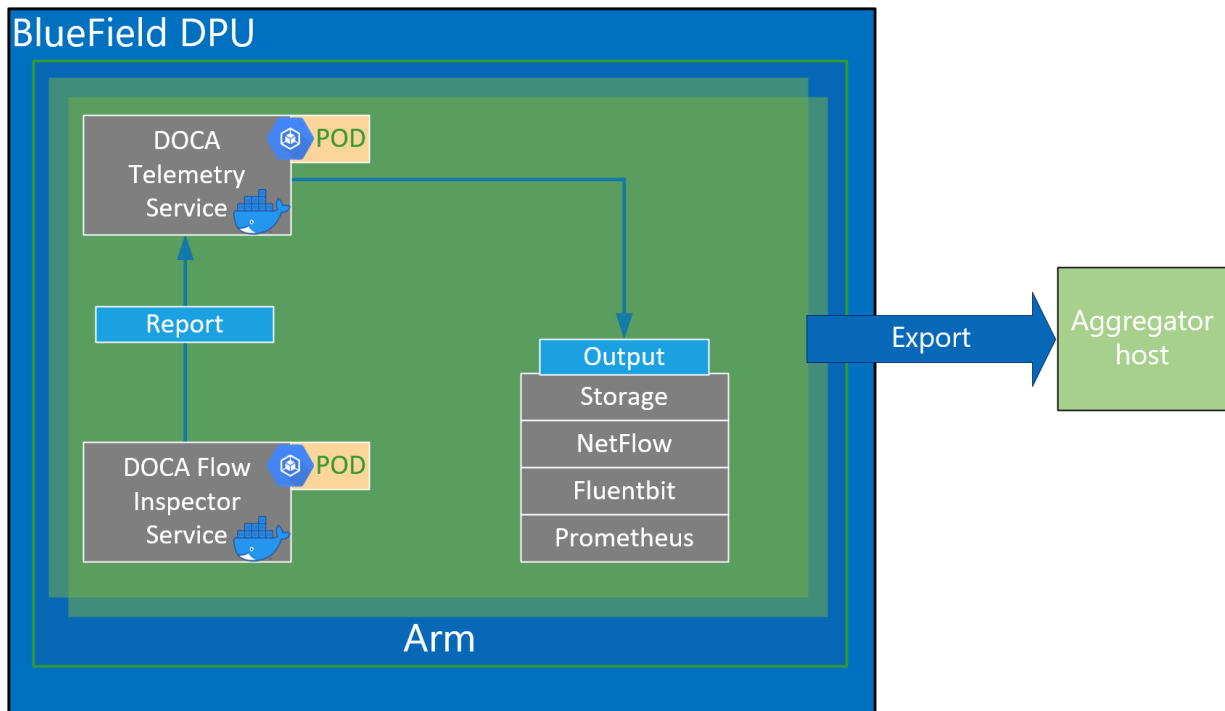 BlueField DPU
DOCA
Telemetry
Service
POD
Report
DOCA Flow
Inspector
Service
POD
Output
Storage
NetFlow
Fluentbit
Prometheus
Arm
Export
Aggregator
host